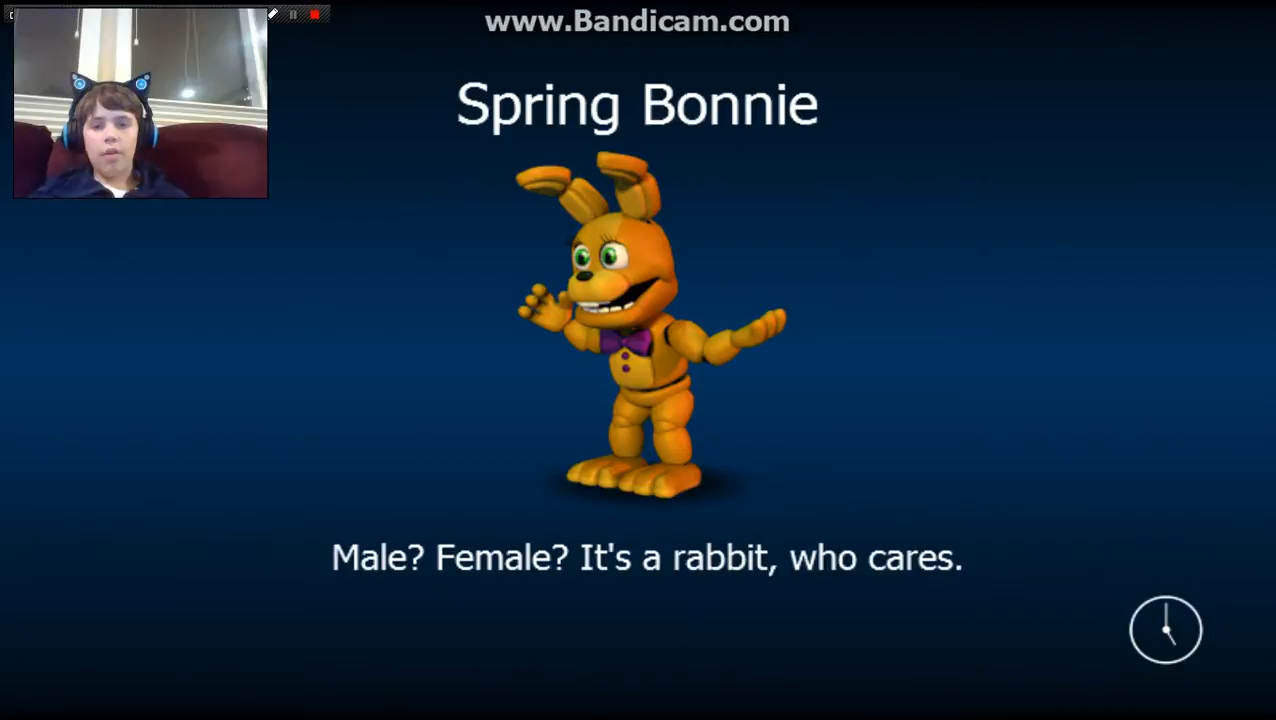 www.Bandicam.com
Spring Bonnie
Male? Female? It's a rabbit, who cares.